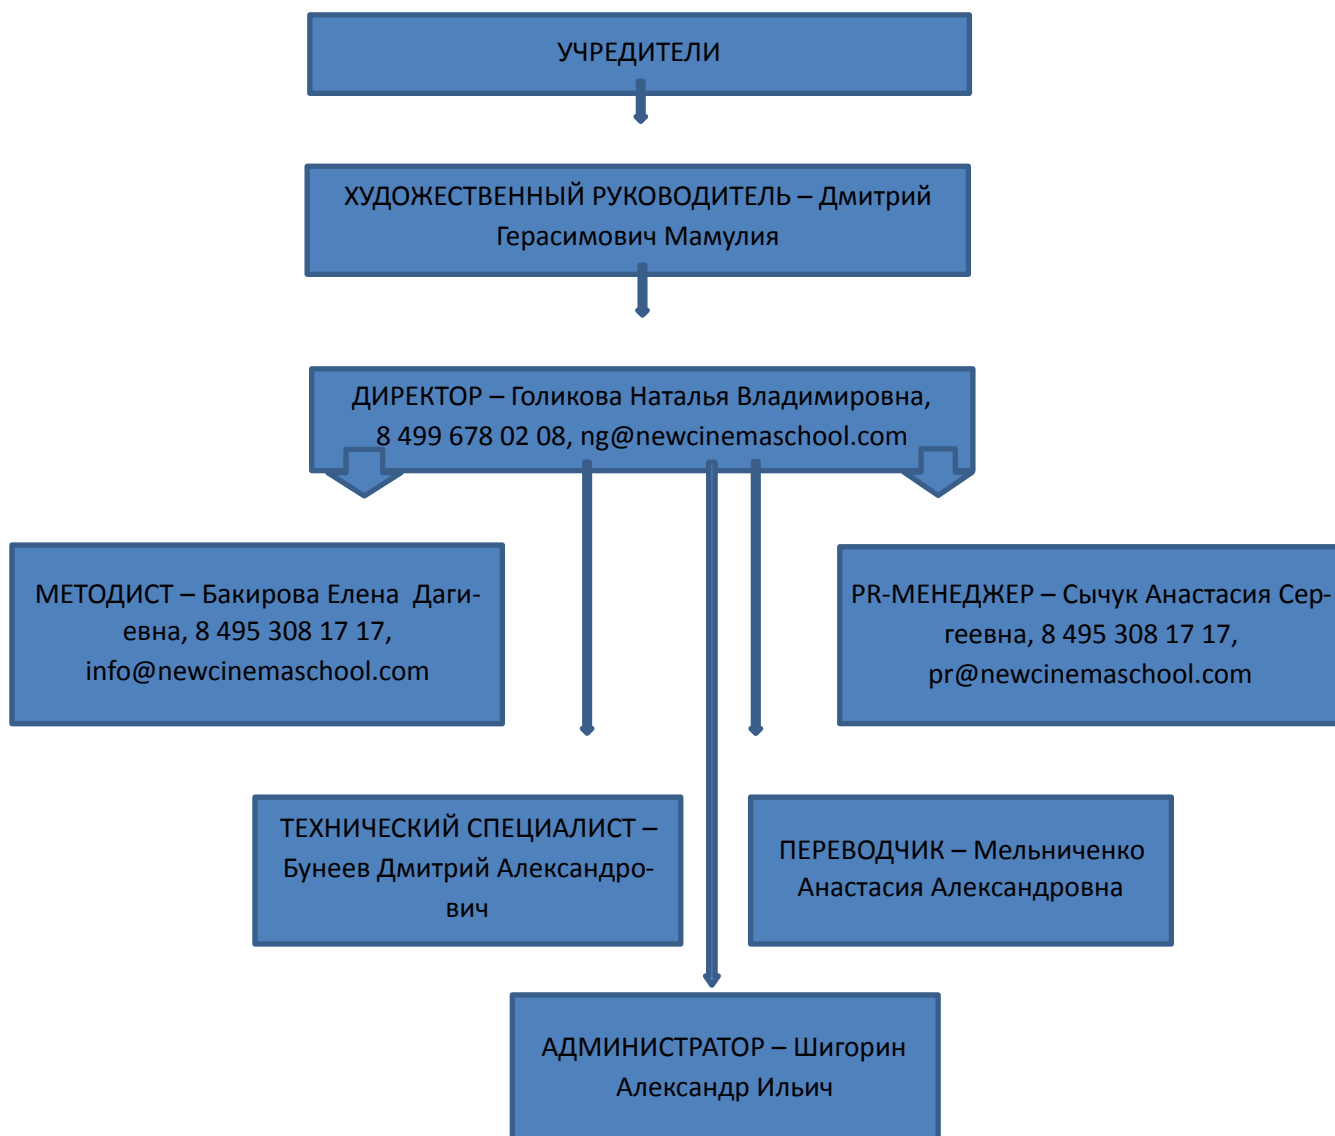 УЧРЕДИТЕЛИ
ХУДОЖЕСТВЕННЫЙ РУКОВОДИТЕЛЬ – Дмитрий
Герасимович Мамулия
ДИРЕКТОР – Голикова Наталья Владимировна,
8 499 678 02 08, ng@newcinemaschool.com
МЕТОДИСТ – Бакирова Елена  Даги-
евна, 8 495 308 17 17,
info@newcinemaschool.com
PR-МЕНЕДЖЕР – Сычук Анастасия Сер-
геевна, 8 495 308 17 17,
pr@newcinemaschool.com
ТЕХНИЧЕСКИЙ СПЕЦИАЛИСТ –
Бунеев Дмитрий Александро-
вич
ПЕРЕВОДЧИК – Мельниченко
Анастасия Александровна
АДМИНИСТРАТОР – Шигорин
Александр Ильич